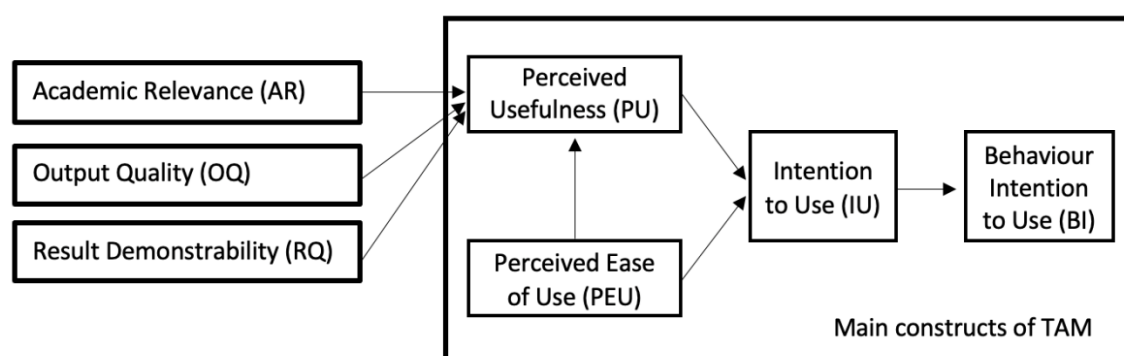 Academic Relevance (AR)
Output Quality (OQ)
Result Demonstrability (RQ)
Perceived
Usefulness (PU)
Perceived Ease
of Use (PEU)
Intention
to Use (IU)
Behaviour
Intention
to Use (BI)
Main constructs of TAM